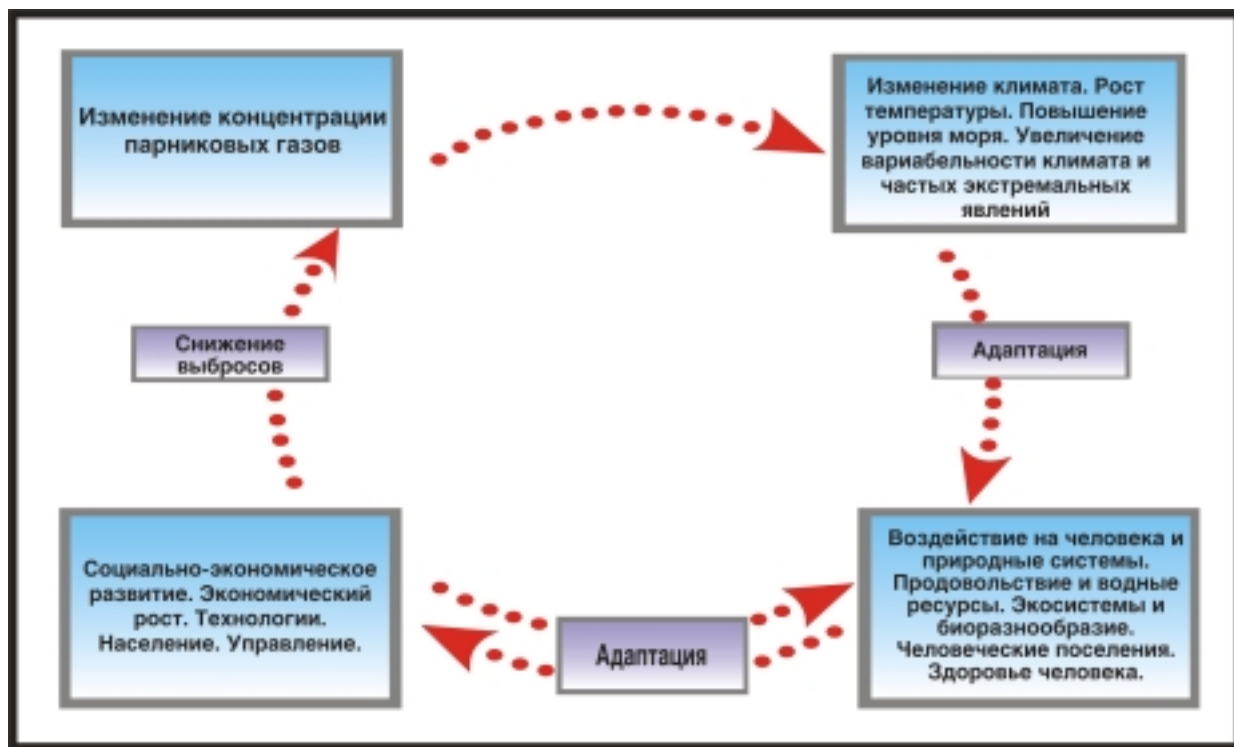 Изменение концентрации
парниковых газов
Изменение климата. Рост
температуры. Повышение
уровня моря. Увеличение
вариабельности климата и
частых экстремальных
явлений
Снижение
выбросов
Адаптация
Социально-экономическое
развитие. Экономический
рост. Технологии.
Население. Управление.
Адаптация
Воздействие на человека и
природные системы.
Продовольствие и водные
ресурсы. Экосистемы и
биоразнообразие.
Человеческие поселения.
Здоровье человека.